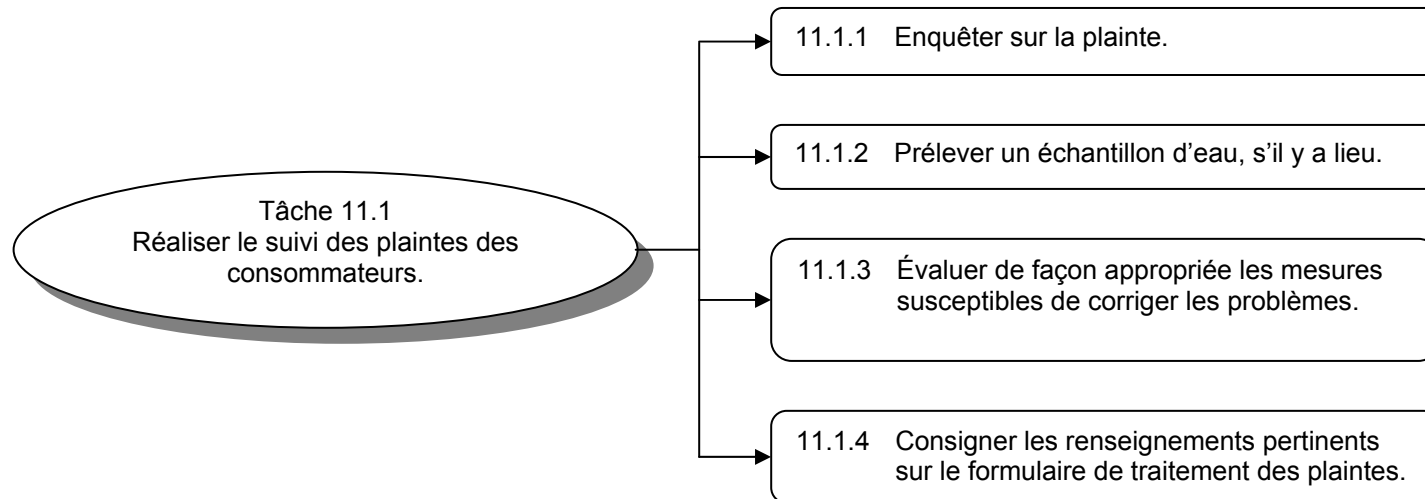 Tâche 11.1
Réaliser le suivi des plaintes des
consommateurs.
11.1.1 Enquêter sur la plainte.
11.1.2 Prélever un échantillon d’eau, s’il y a lieu.
11.1.3 Évaluer de façon appropriée les mesures
susceptibles de corriger les problèmes.
11.1.4 Consigner les renseignements pertinents
sur le formulaire de traitement des plaintes.